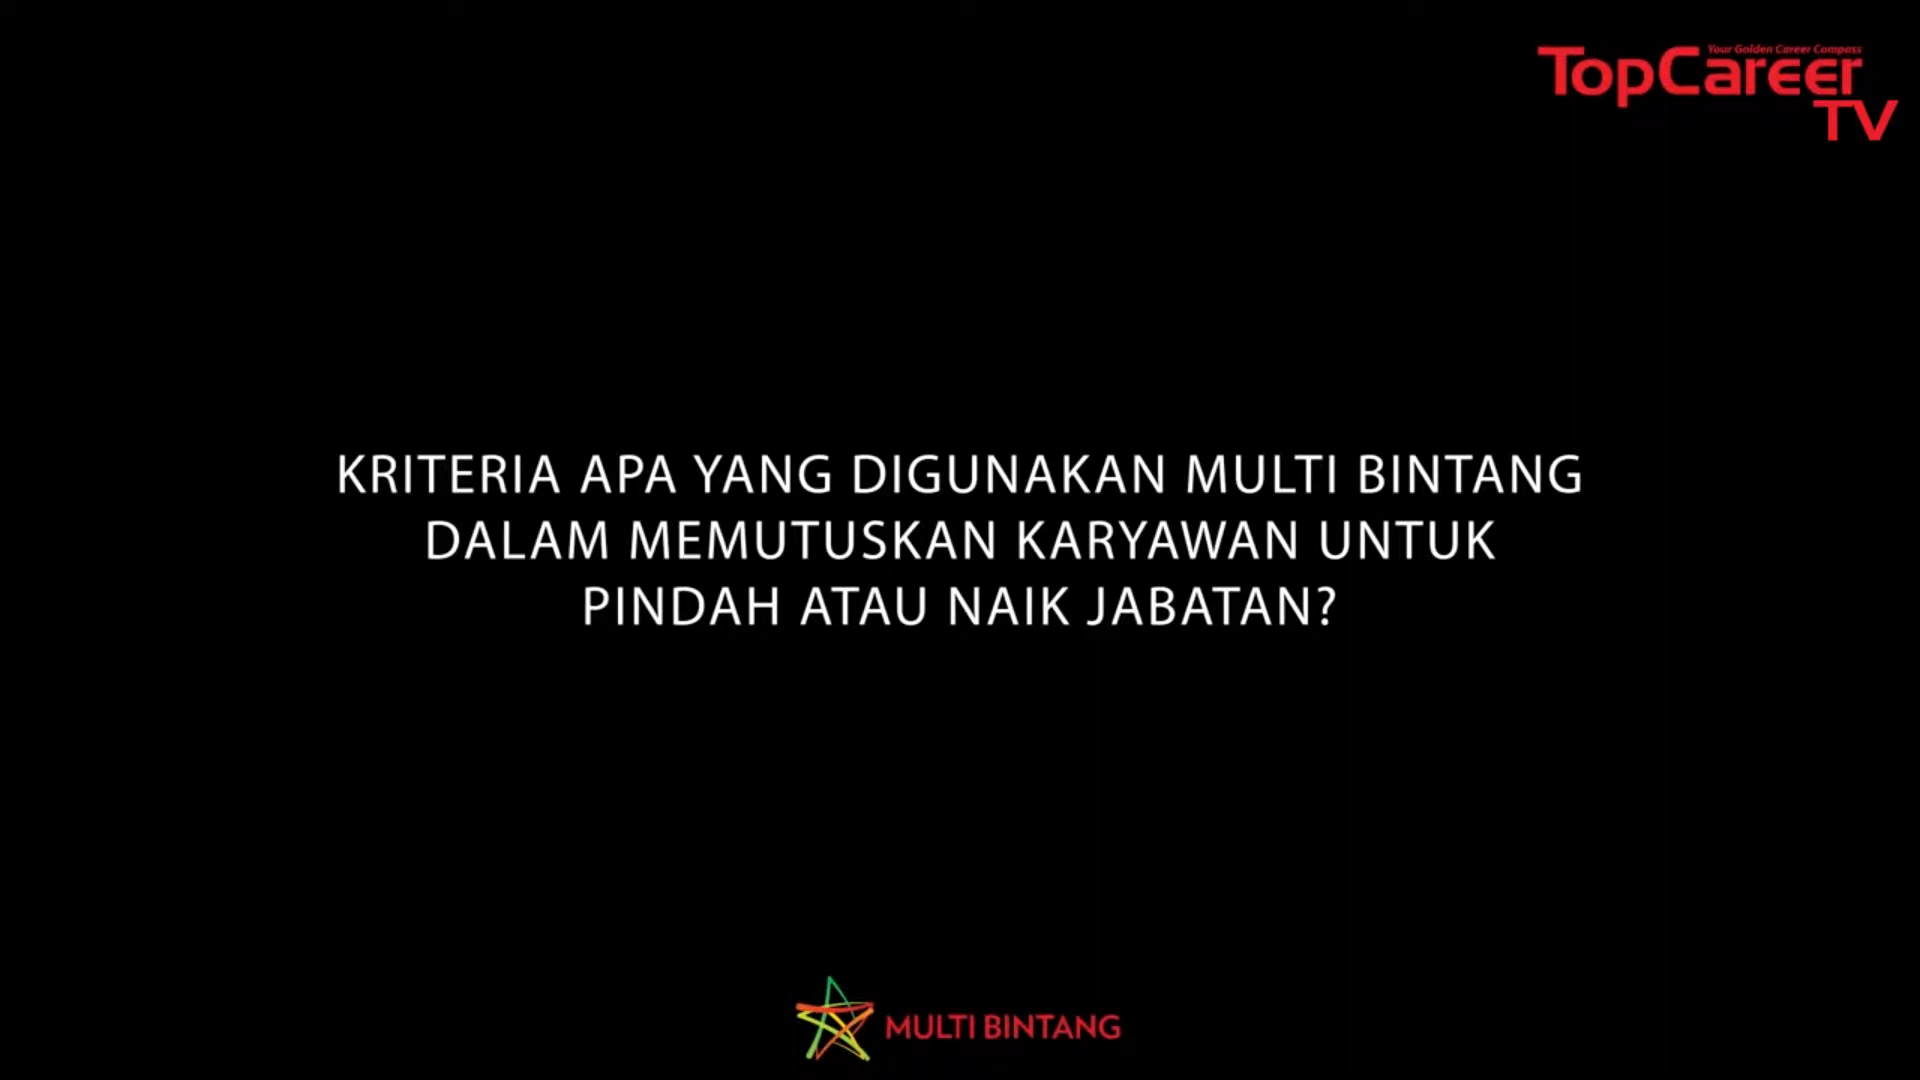 Your Golden Career Compass
TopCareer
TV
KRITERIA APA YANG DIGUNAKAN MULTI BINTANG
DALAM MEMUTUSKAN KARYAWAN UNTUK
PINDAH ATAU NAIK JABATAN?
MULTI BINTANG